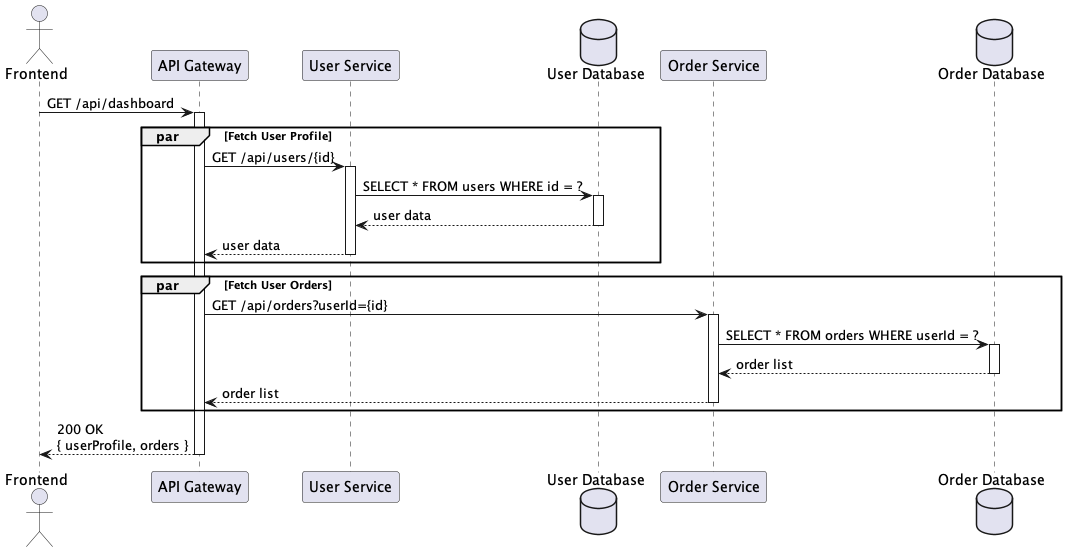 Frontend
API Gateway
User Service
User Database
Order Service
Order Database
GET /api/dashboard
par [Fetch User Profile]
GET /api/users/{id}
SELECT * FROM users WHERE id = ?
user data
user data
par [Fetch User Orders]
GET /api/orders?userId={id}
SELECT * FROM orders WHERE userId = ?
order list
order list
200 OK
{ userProfile, orders }
Frontend
API Gateway
User Service
User Database
Order Service
Order Database